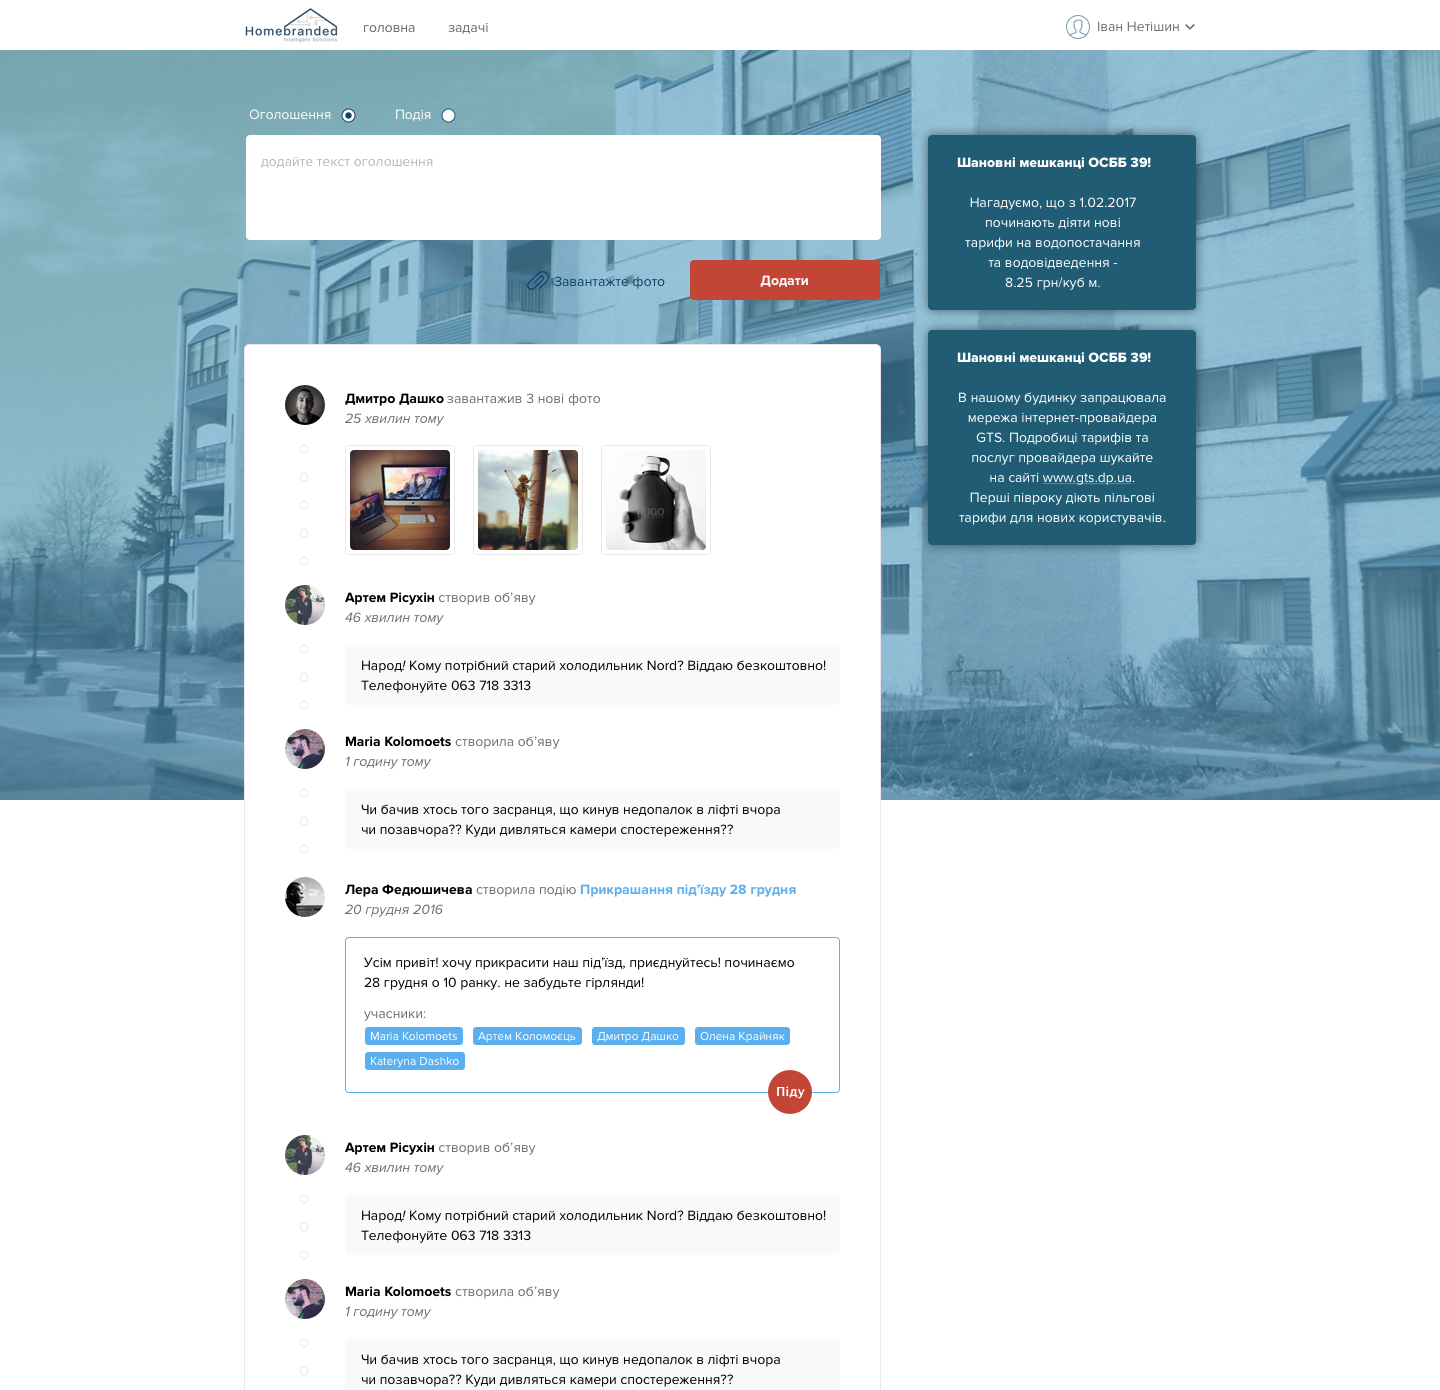 Homebranded
Intelligent Solutions
головна
задачі
Іван Нетішин
Оголошення
Подія
додайте текст оголошення
Завантажте фото
Додати
Шановні мешканці ОСББ 39!
Нагадуємо, що з 1.02.2017
починають діяти нові
тарифи на водопостачання
та водовідведення -
8.25 грн/куб м.
Шановні мешканці ОСББ 39!
В нашому будинку запрацювала
мережа інтернет-провайдера
GTS. Подробиці тарифів та
послуг провайдера шукайте
на сайті www.gts.dp.ua.
Перші півроку діють пільгові
тарифи для нових користувачів.
Дмитро Дашко завантажив 3 нові фото
25 хвилин тому
HUGO
Артем Рісухін створив об’яву
46 хвилин тому
Народ! Кому потрібний старий холодильник Nord? Віддаю безкоштовно!
Телефонуйте 063 718 3313
Maria Kolomoets створила об’яву
1 годину тому
Чи бачив хтось того засранця, що кинув недопалок в ліфті вчора
чи позавчора?? Куди дивляться камери спостереження??
Лера Федюшичева створила подію Прикрашання під’їзду 28 грудня
20 грудня 2016
Усім привіт! хочу прикрасити наш під’їзд, приєднуйтесь! починаємо
28 грудня о 10 ранку. не забудьте гірлянди!
учасники:
Maria Kolomoets Артем Коломоєць Дмитро Дашко Олена Крайняк
Kateryna Dashko
Піду
Артем Рісухін створив об’яву
46 хвилин тому
Народ! Кому потрібний старий холодильник Nord? Віддаю безкоштовно!
Телефонуйте 063 718 3313
Maria Kolomoets створила об’яву
1 годину тому
Чи бачив хтось того засранця, що кинув недопалок в ліфті вчора
чи позавчора?? Куди дивляться камери спостереження??